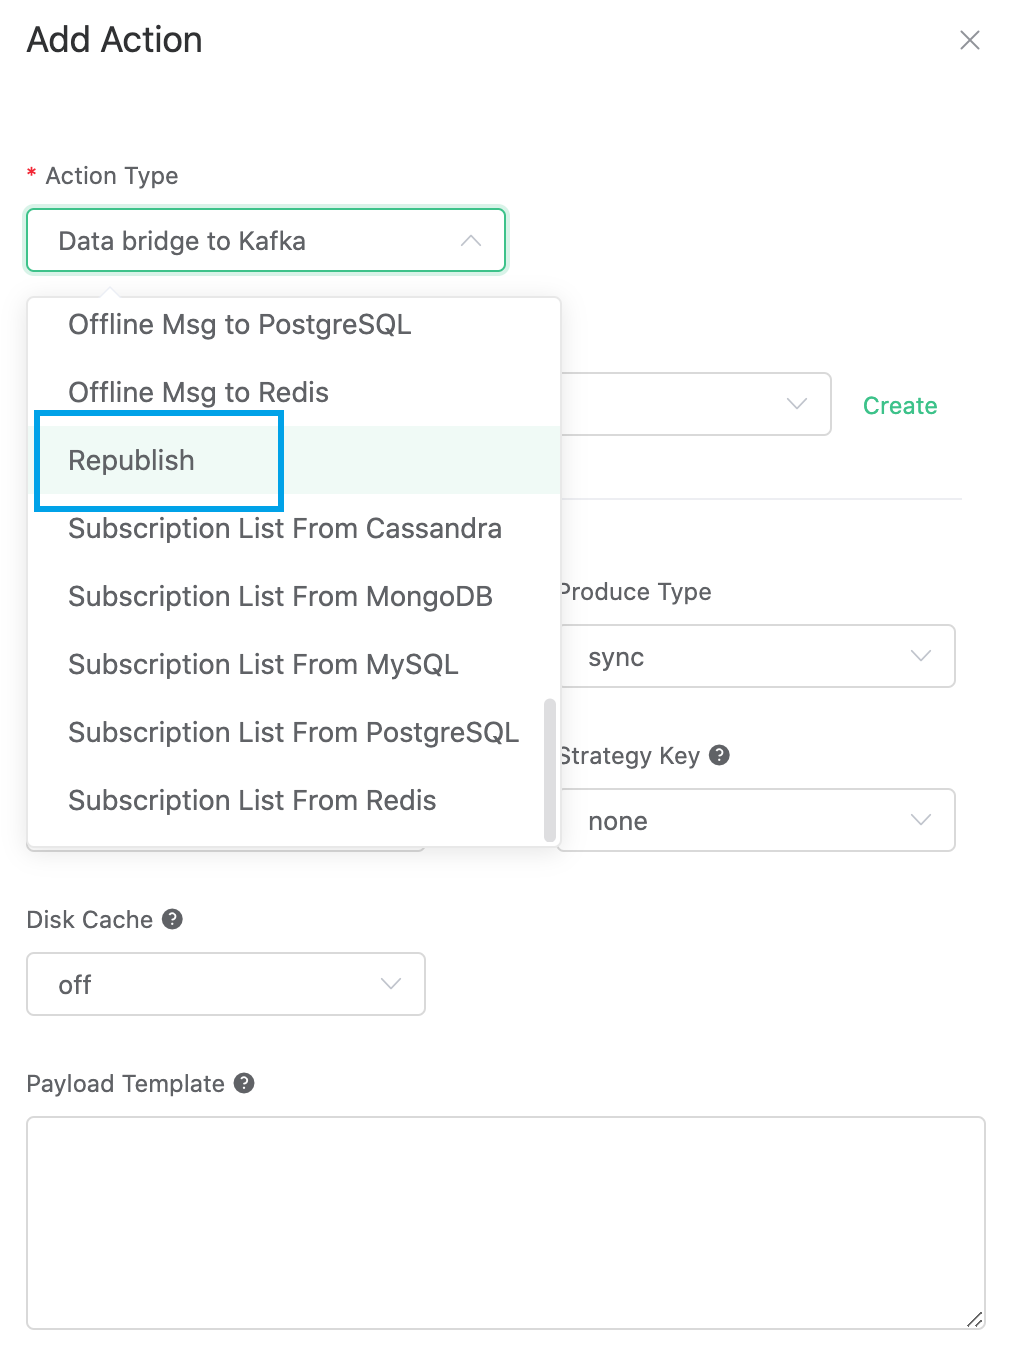 Add Action
* Action Type
Data bridge to Kafka
Offline Msg to PostgreSQL
Offline Msg to Redis
Create
Republish
Subscription List From Cassandra
Subscription List From MongoDB
Produce Type
Subscription List From MySQL
sync
Subscription List From PostgreSQL
Strategy Key
Subscription List From Redis
none
Disk Cache
off
Payload Template